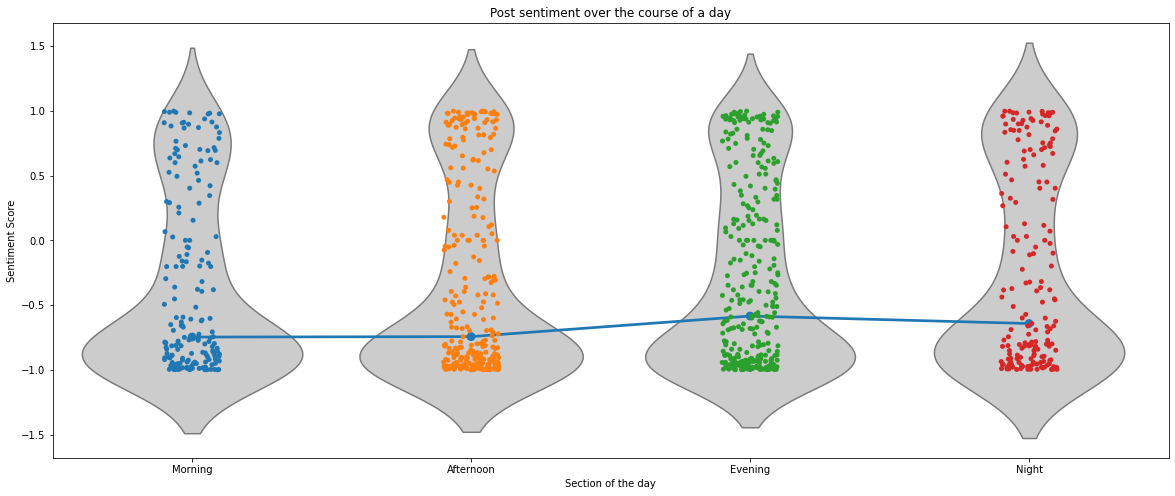 Post sentiment over the course of a day
Sentiment Score
1.5
1.0
0.5
0.0
−0.5
−1.0
−1.5
Morning
Afternoon
Evening
Night
Section of the day